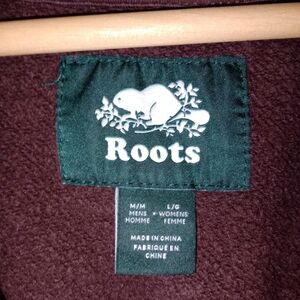 Roots
M/M L/G
MENS × WOMENS
HOMME FEMME
MADE IN CHINA
FABRIQUÉ EN
CHINE